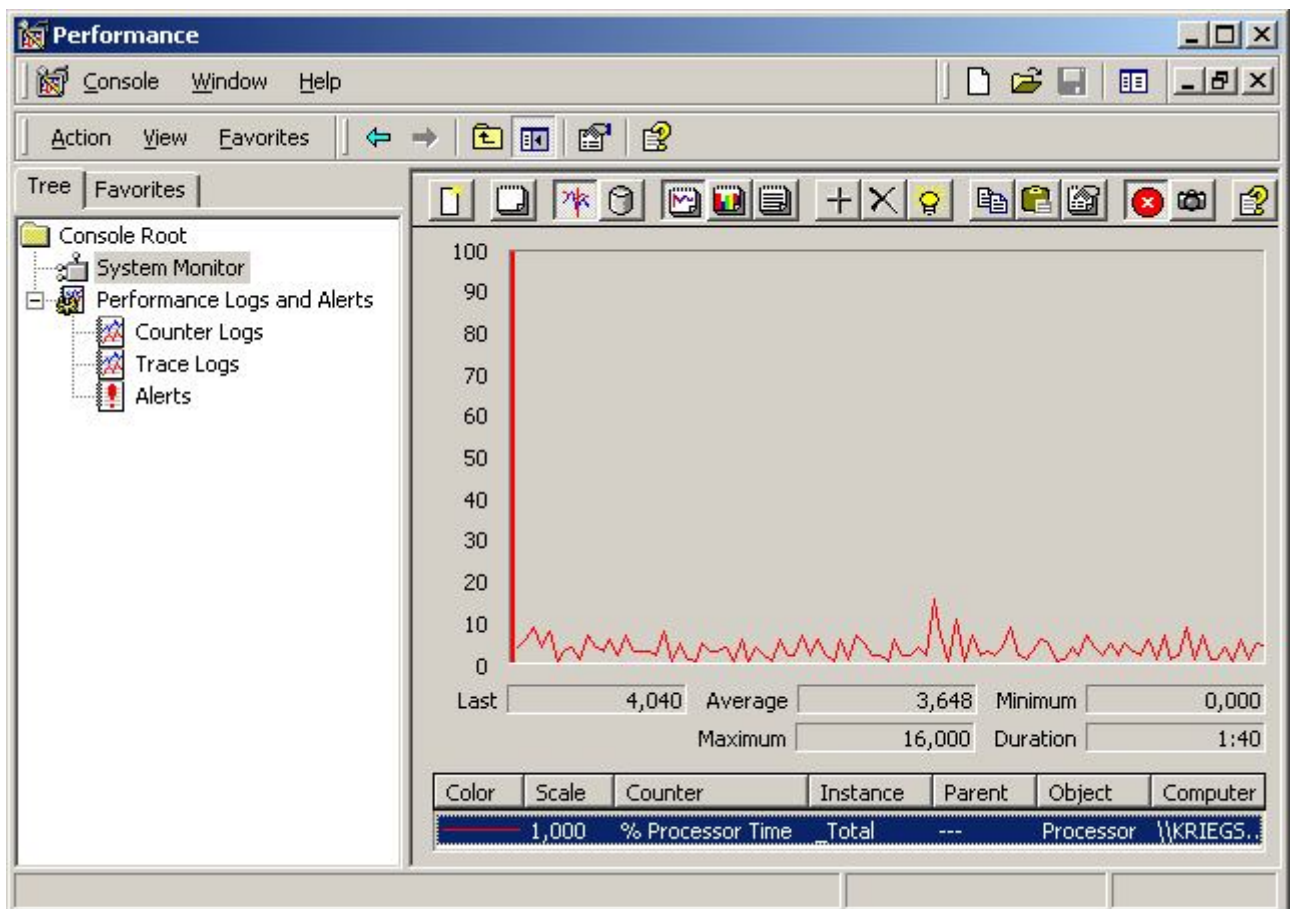 Performance
Console Window Help
Action View Favorites
Tree Favorites
Console Root
System Monitor
Performance Logs and Alerts
Counter Logs
Trace Logs
Alerts
100
90
80
70
60
50
40
30
20
10
0
Last 4,040 Average 3,648 Minimum 0,000
Maximum 16,000 Duration 1:40
Color Scale Counter Instance Parent Object Computer
1,000 % Processor Time _Total --- Processor \\KRIEGS..